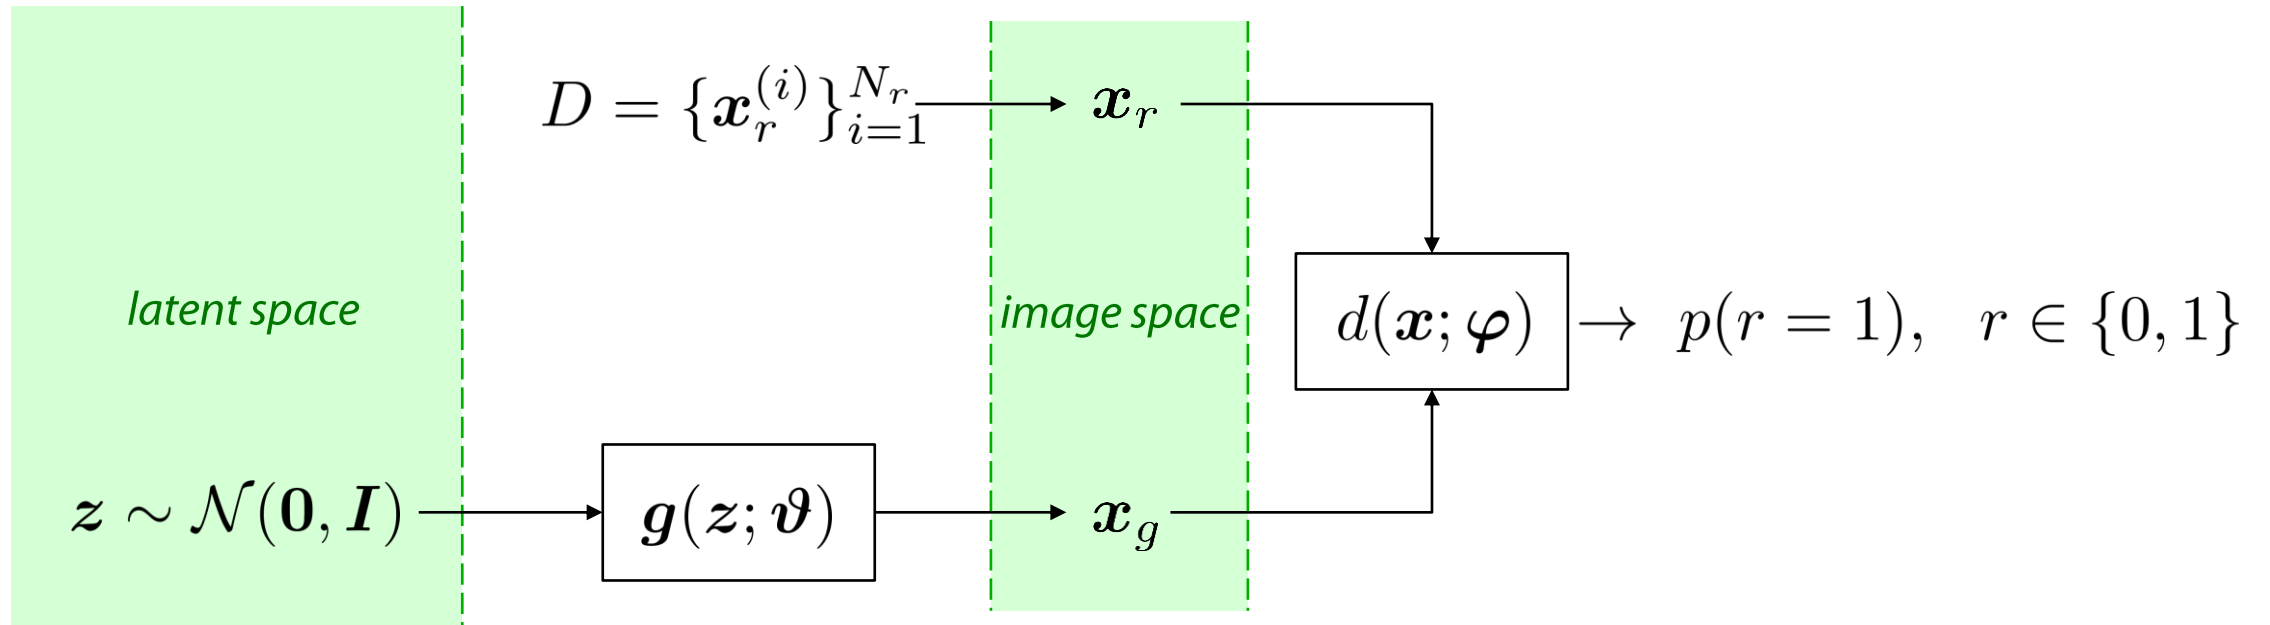 D = {x_r^{(i)}}_{i=1}^{N_r} → x_r
latent space
image space
d(x; φ) → p(r = 1), r ∈ {0, 1}
z ∼ 𝒩(0, I)
g(z; ϑ)
x_g